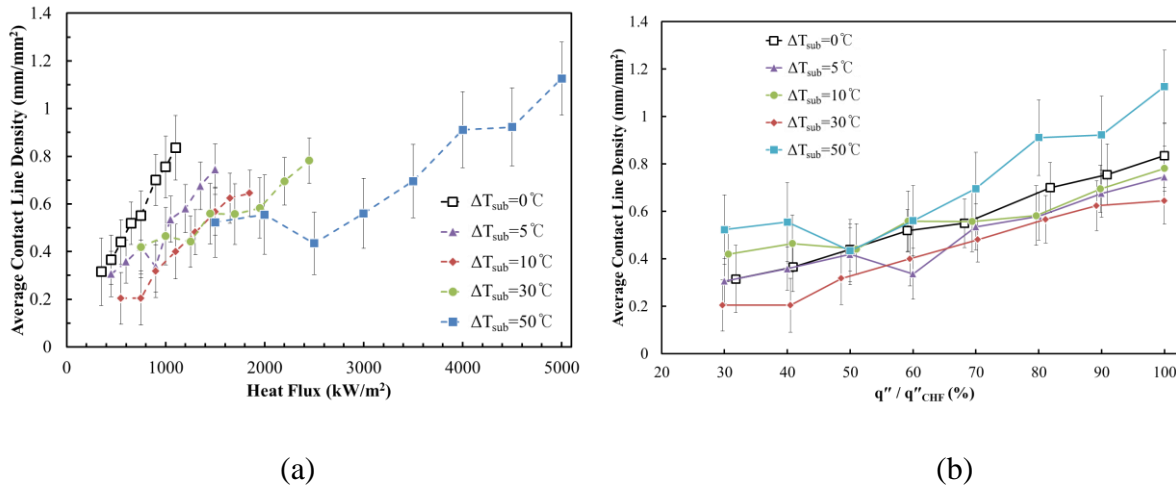 1.4
1.2
1
0.8
0.6
0.4
0.2
0
Average Contact Line Density (mm/mm²)
ΔTsub=0℃
ΔTsub=5℃
ΔTsub=10℃
ΔTsub=30℃
ΔTsub=50℃
0 1000 2000 3000 4000 5000
Heat Flux (kW/m²)
(a)
1.4
1.2
1
0.8
0.6
0.4
0.2
0
Average Contact Line Density (mm/mm²)
ΔTsub=0℃
ΔTsub=5℃
ΔTsub=10℃
ΔTsub=30℃
ΔTsub=50℃
20 30 40 50 60 70 80 90 100
q″ / q″CHF (%)
(b)